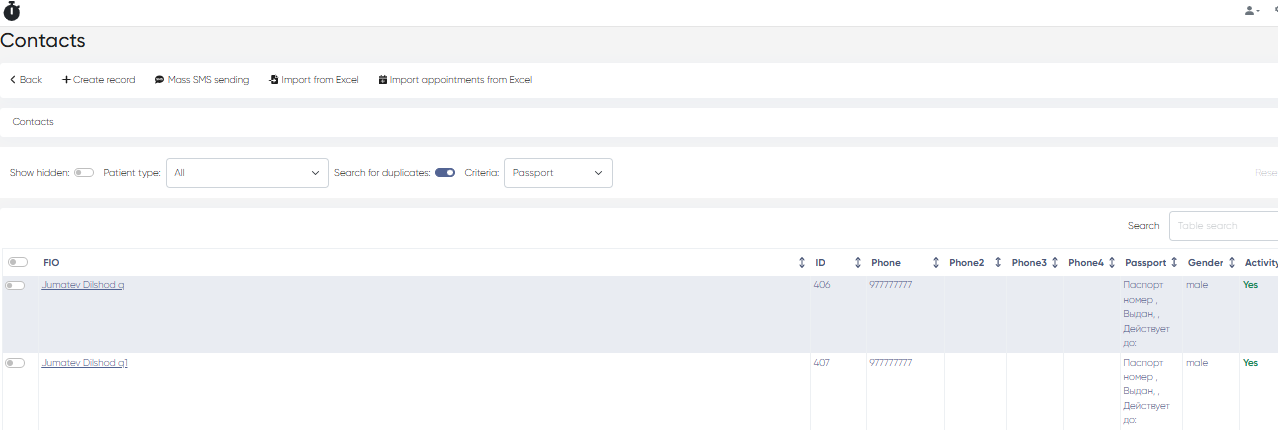 Contacts
Back Create record Mass SMS sending Import from Excel Import appointments from Excel
Contacts
Show hidden: Patient type: All Search for duplicates: Criteria: Passport Rese
Search Table search
FIO ID Phone Phone2 Phone3 Phone4 Passport Gender Activity
Jumatev Dilshod q 406 977777777 Паспорт male Yes
номер ,
Выдан, ,
Действует
до:
Jumatev Dilshod q1 407 977777777 Паспорт male Yes
номер ,
Выдан, ,
Действует
до: